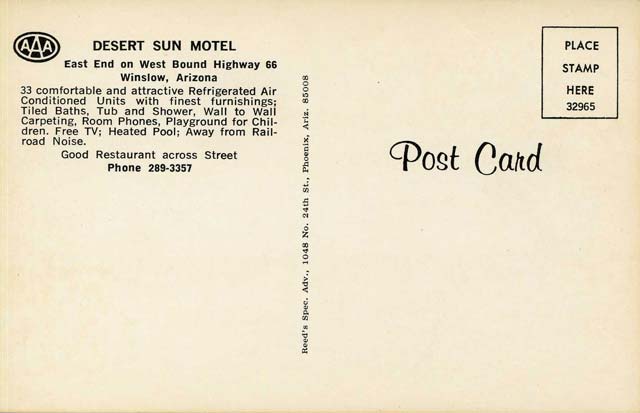 AAA
DESERT SUN MOTEL
East End on West Bound Highway 66
Winslow, Arizona
33 comfortable and attractive Refrigerated Air
Conditioned Units with finest furnishings;
Tiled Baths, Tub and Shower, Wall to Wall
Carpeting, Room Phones, Playground for Chil-
dren. Free TV; Heated Pool; Away from Rail-
road Noise.
Good Restaurant across Street
Phone 289-3357
Reed's Spec. Adv., 1048 No. 24th St., Phoenix, Ariz. 85008
PLACE
STAMP
HERE
32965
Post Card